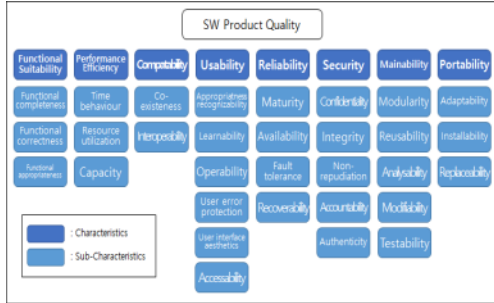 SW Product Quality
Functional
Suitability
Performance
Efficiency
Compatability
Usability
Reliability
Security
Mainability
Portability
Functional
completeness
Time
behaviour
Co-
existeness
Appropriatness
recognizability
Maturity
Confidentiality
Modularity
Adaptability
Functional
correctness
Resource
utilization
Interoperability
Learnability
Availability
Integrity
Reusability
Installability
Functional
appropriateness
Capacity
Operability
Fault
tolerance
Non-
repudiation
Analysability
Replaceability
User error
protection
Recoverability
Accountability
Modifiability
User interface
aesthetics
Authenticity
Testability
Accessability
: Characteristics
: Sub-Characteristics